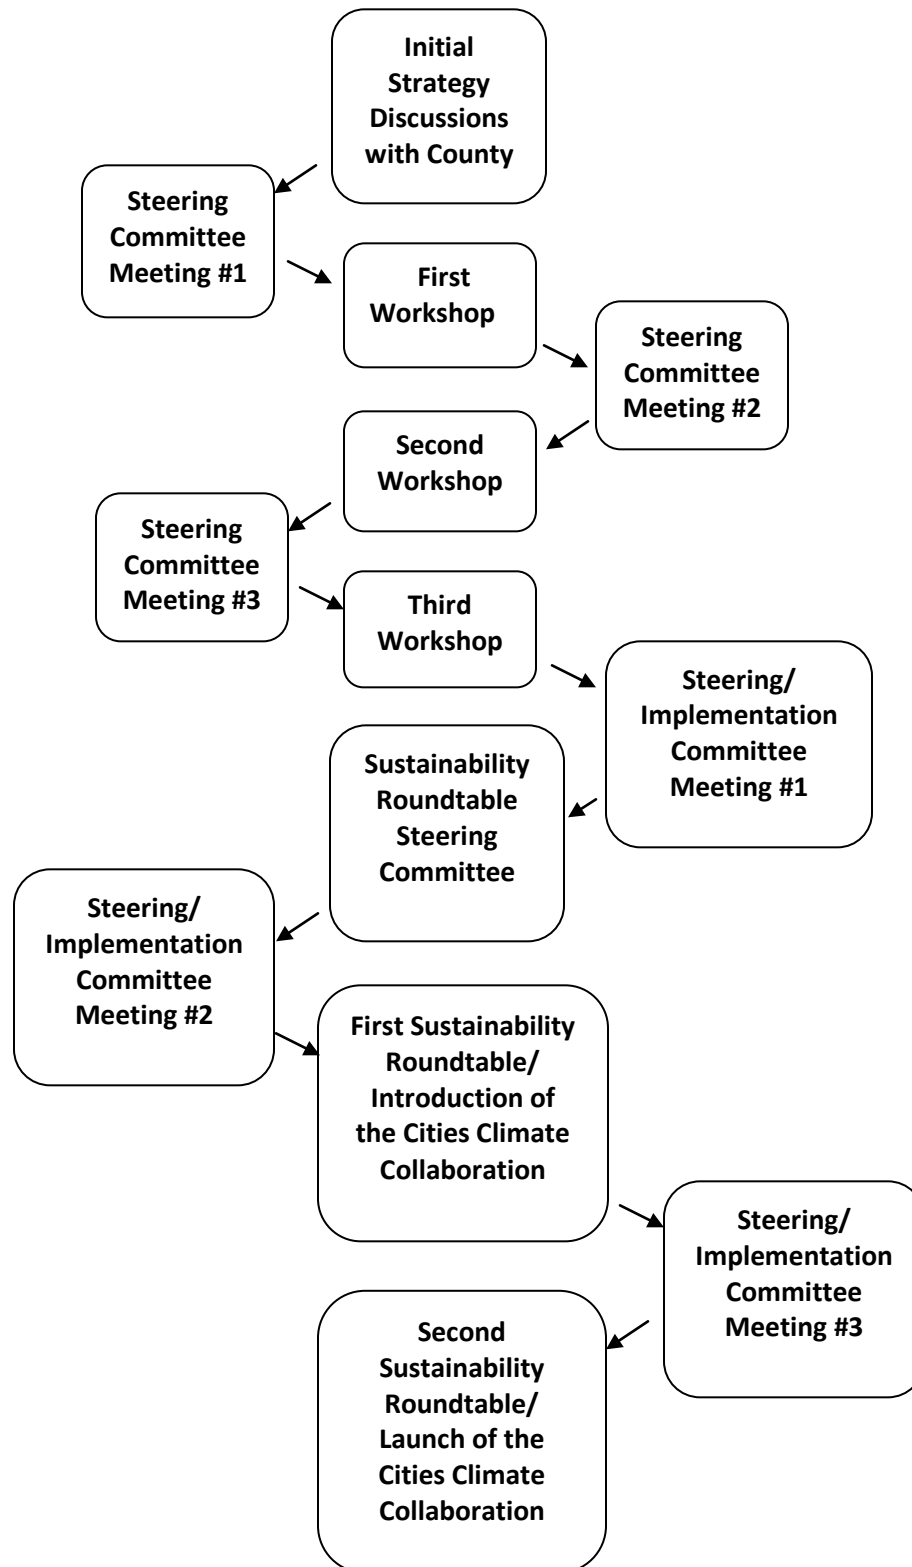 Initial
Strategy
Discussions
with County
Steering
Committee
Meeting #1
First
Workshop
Steering
Committee
Meeting #2
Second
Workshop
Steering
Committee
Meeting #3
Third
Workshop
Steering/
Implementation
Committee
Meeting #1
Sustainability
Roundtable
Steering
Committee
Steering/
Implementation
Committee
Meeting #2
First Sustainability
Roundtable/
Introduction of
the Cities Climate
Collaboration
Steering/
Implementation
Committee
Meeting #3
Second
Sustainability
Roundtable/
Launch of the
Cities Climate
Collaboration